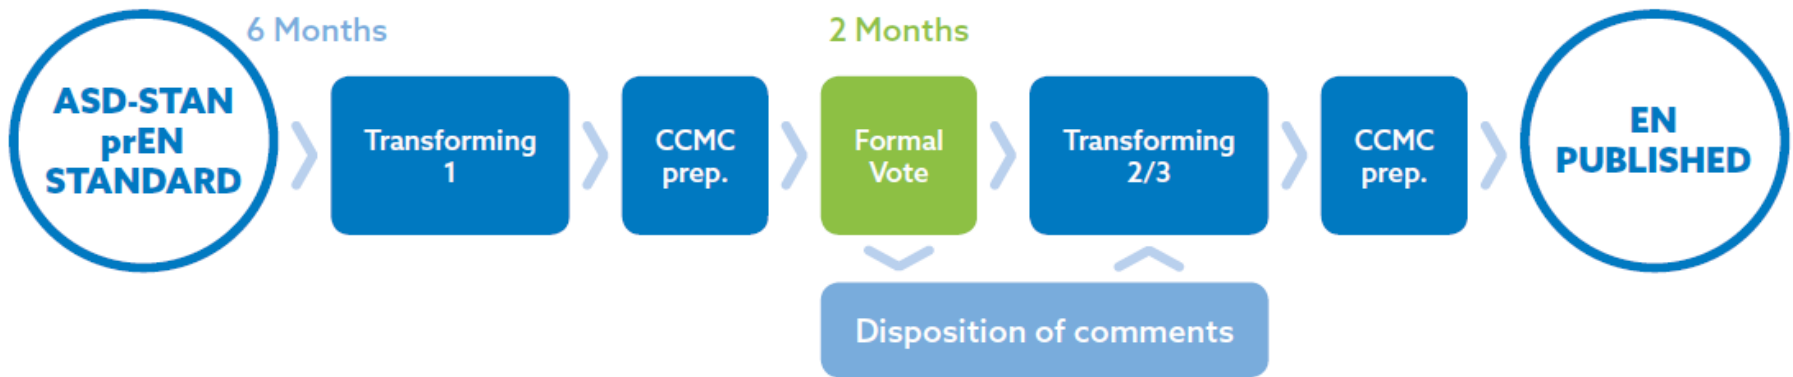 6 Months
2 Months
ASD-STAN
prEN
STANDARD
Transforming
1
CCMC
prep.
Formal
Vote
Transforming
2/3
CCMC
prep.
EN
PUBLISHED
Disposition of comments